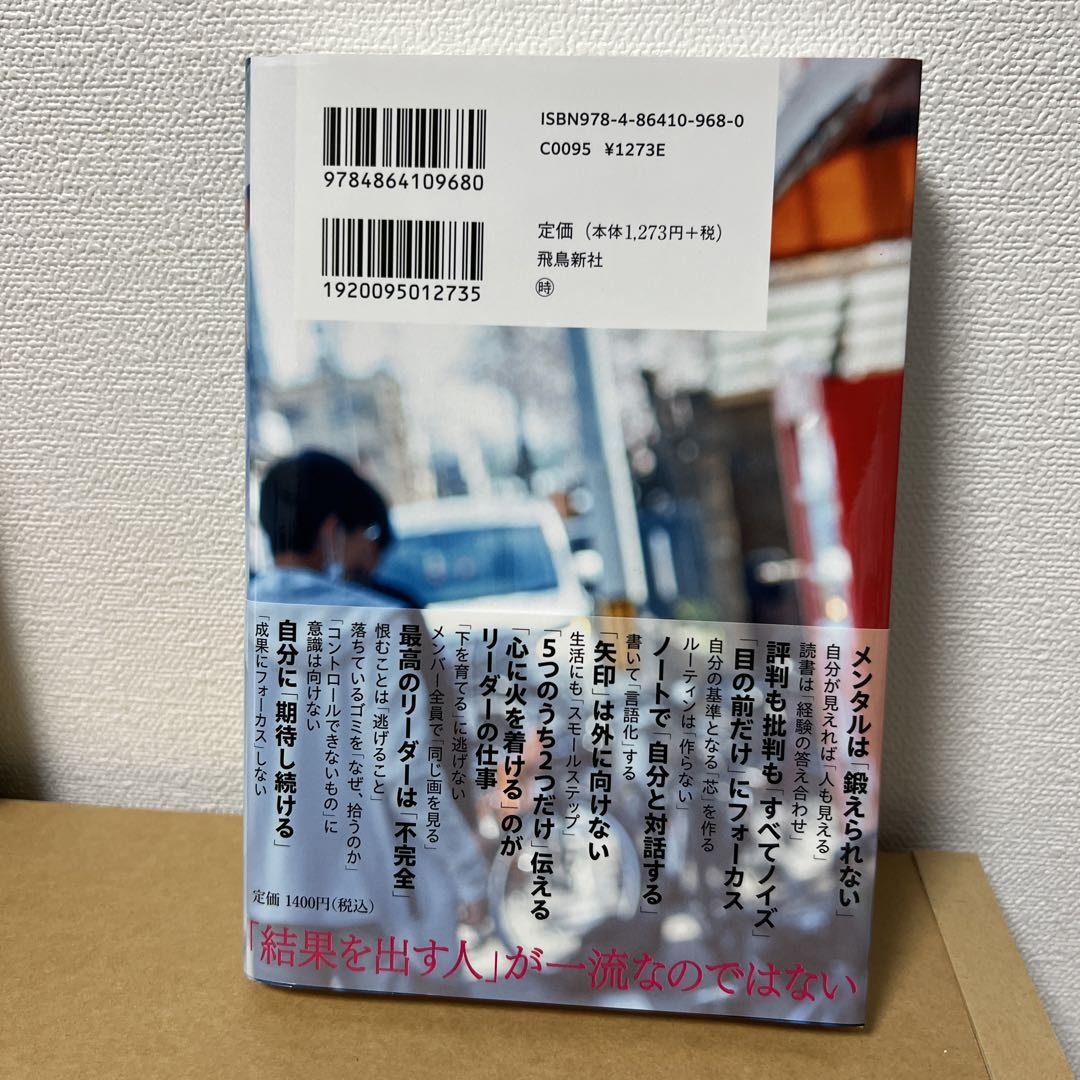 ISBN978-4-86410-968-0
C0095 ¥1273E
9784864109680
定価（本体1,273円＋税）
飛鳥新社
時
1920095012735
メンタルは「鍛えられない」
自分が見えれば「人も見える」
読書は「経験の答え合わせ」
評判も批判も「すべてノイズ」
「目の前だけ」にフォーカス
自分の基準となる「芯」を作る
ルーティンは「作らない」
ノートで「自分と対話する」
書いて「言語化」する
「矢印」は外に向けない
生活にも「スモールステップ」
「5つのうち2つだけ」伝える
「心に火を着ける」のが
リーダーの仕事
「下を育てる」に逃げない
メンバー全員で「同じ画を見る」
最高のリーダーは「不完全」
恨むことは「逃げること」
落ちているゴミを「なぜ、拾うのか」
「コントロールできないもの」に
意識は向けない
自分に「期待し続ける」
「成果にフォーカス」しない
定価 1400円（税込）
「結果を出す人」が一流なのではない